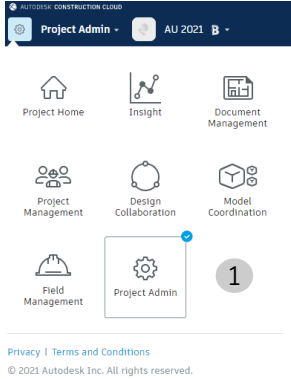 AUTODESK CONSTRUCTION CLOUD
Project Admin
AU 2021 B
Project Home
Insight
Document
Management
Project
Management
Design
Collaboration
Model
Coordination
Field
Management
Project Admin
1
Privacy | Terms and Conditions
© 2021 Autodesk Inc. All rights reserved.